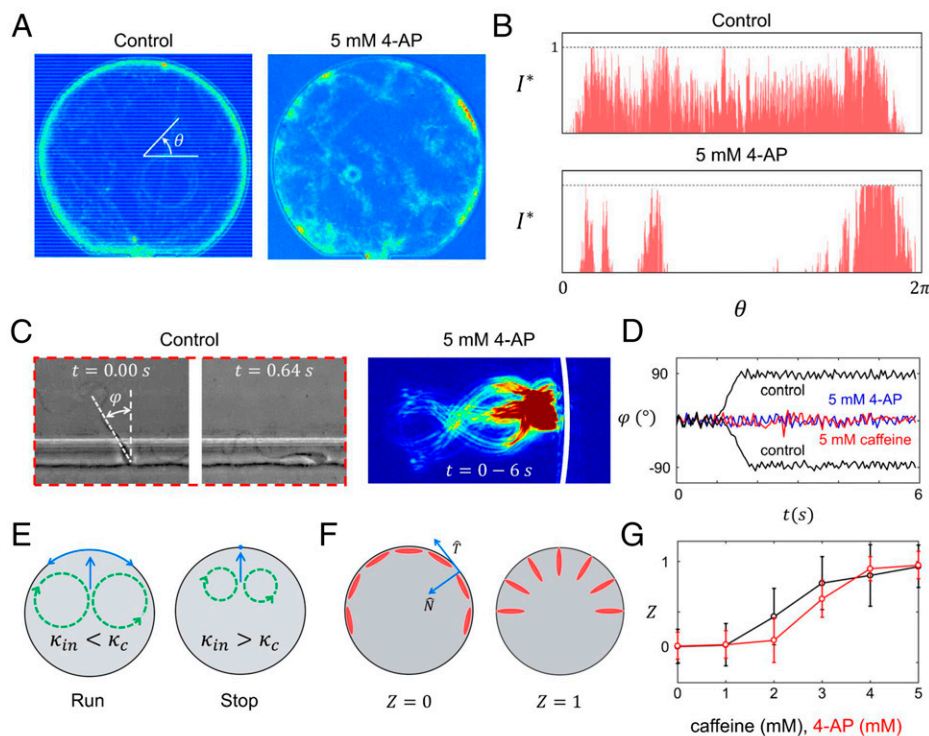 A
Control
5 mM 4-AP
θ
B
Control
1
I*
5 mM 4-AP
I*
0
2π
θ
C
Control
5 mM 4-AP
t = 0.00 s
t = 0.64 s
φ
t = 0 − 6 s
D
90
control
5 mM 4-AP
φ (°)
5 mM caffeine
control
-90
0
2
4
6
t(s)
E
κin < κc
κin > κc
Run
Stop
F
T̂
N̂
Z = 0
Z = 1
G
1
Z
0
0
1
2
3
4
5
caffeine (mM), 4-AP (mM)